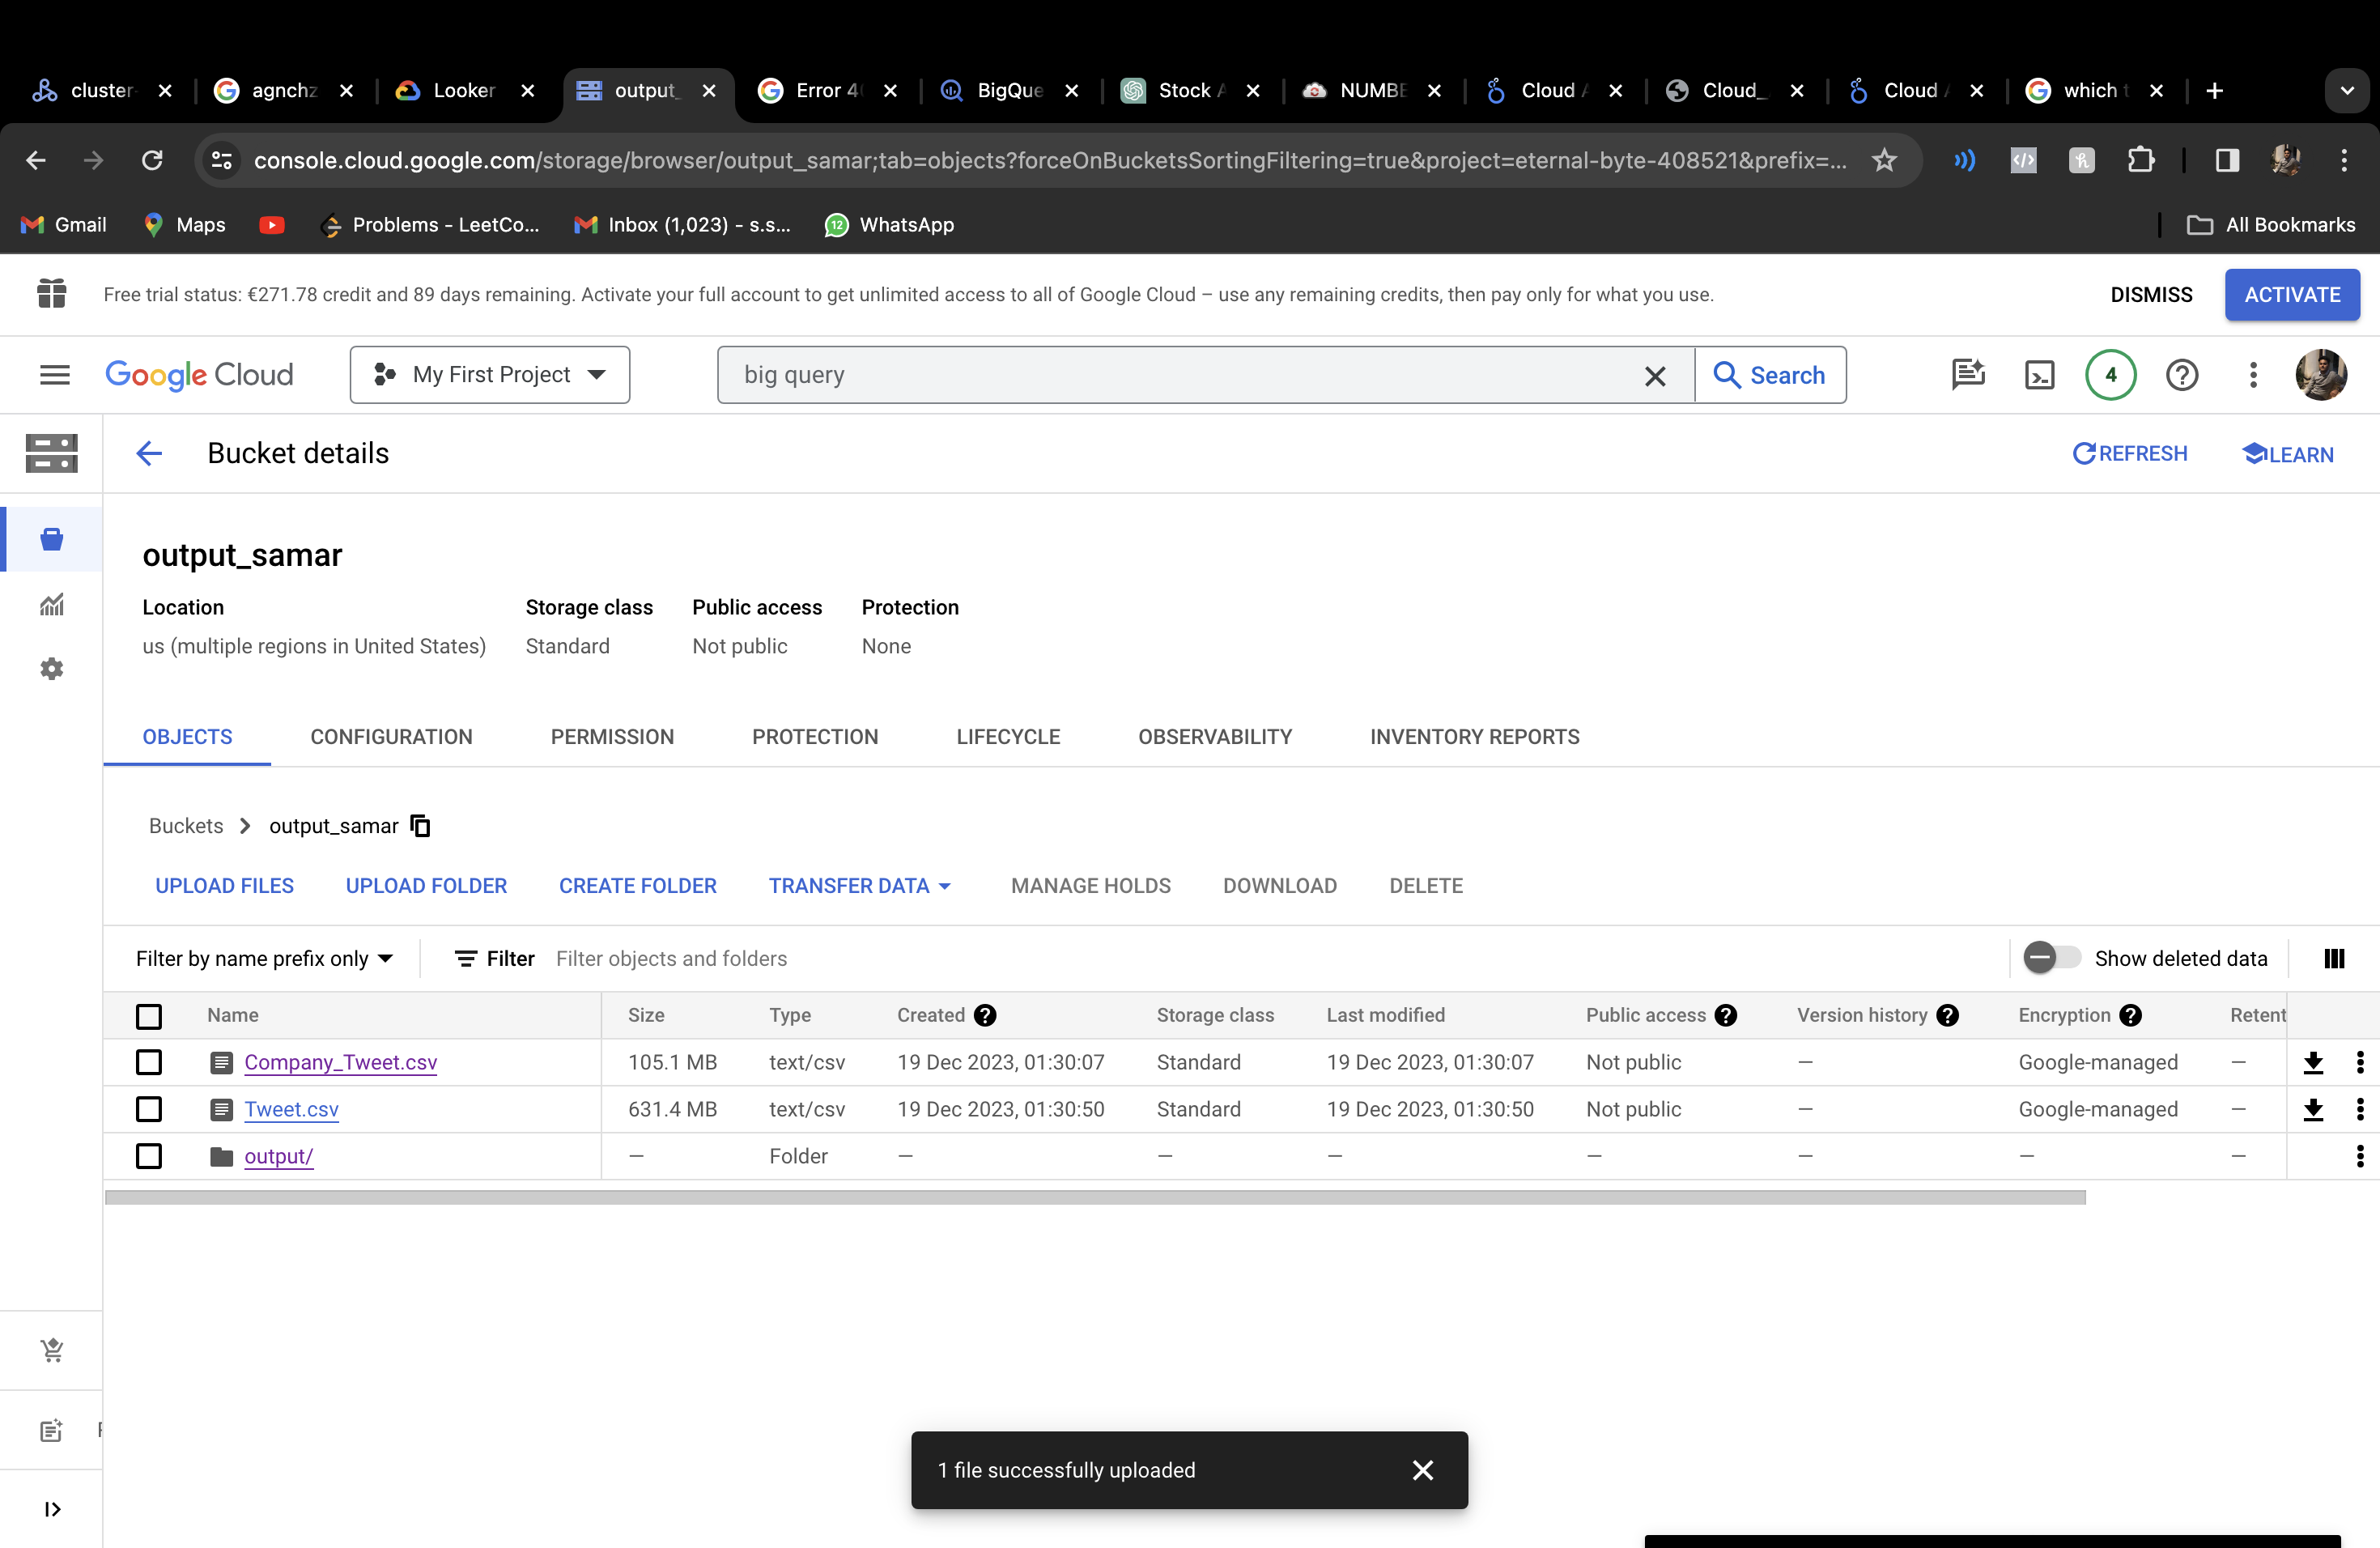 cluster-
agnchz
Looker
output_
Error 4
BigQue
Stock A
NUMBE
Cloud A
Cloud_
Cloud A
which t
console.cloud.google.com/storage/browser/output_samar;tab=objects?forceOnBucketsSortingFiltering=true&project=eternal-byte-408521&prefix=...
Gmail
Maps
Problems - LeetCo...
Inbox (1,023) - s.s...
12
WhatsApp
All Bookmarks
Free trial status: €271.78 credit and 89 days remaining. Activate your full account to get unlimited access to all of Google Cloud – use any remaining credits, then pay only for what you use.
DISMISS
ACTIVATE
Google Cloud
My First Project
big query
Search
4
Bucket details
REFRESH
LEARN
output_samar
Location Storage class Public access Protection
us (multiple regions in United States) Standard Not public None
OBJECTS CONFIGURATION PERMISSION PROTECTION LIFECYCLE OBSERVABILITY INVENTORY REPORTS
Buckets > output_samar
UPLOAD FILES UPLOAD FOLDER CREATE FOLDER TRANSFER DATA MANAGE HOLDS DOWNLOAD DELETE
Filter by name prefix only Filter Filter objects and folders Show deleted data
Name Size Type Created Storage class Last modified Public access Version history Encryption Retent
Company_Tweet.csv 105.1 MB text/csv 19 Dec 2023, 01:30:07 Standard 19 Dec 2023, 01:30:07 Not public — Google-managed —
Tweet.csv 631.4 MB text/csv 19 Dec 2023, 01:30:50 Standard 19 Dec 2023, 01:30:50 Not public — Google-managed —
output/ — Folder — — — — — — —
1 file successfully uploaded